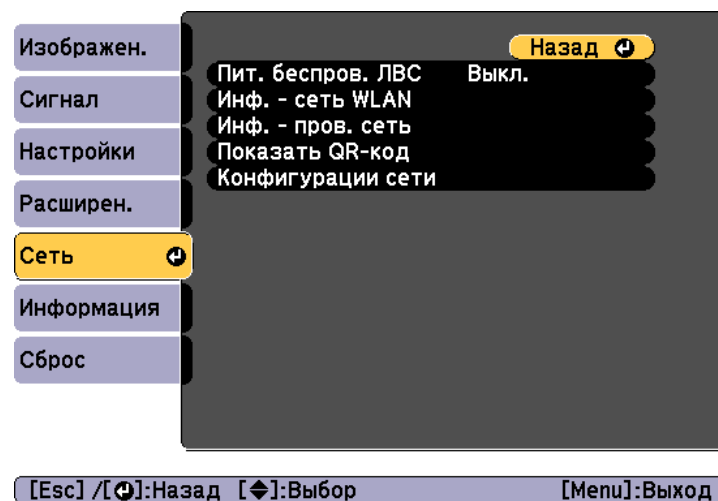 Изображен.
Сигнал
Настройки
Расширен.
Сеть
Информация
Сброс
Назад
Пит. беспров. ЛВС Выкл.
Инф. - сеть WLAN
Инф. - пров. сеть
Показать QR-код
Конфигурации сети
[Esc] /[⏎]:Назад [◆]:Выбор [Menu]:Выход